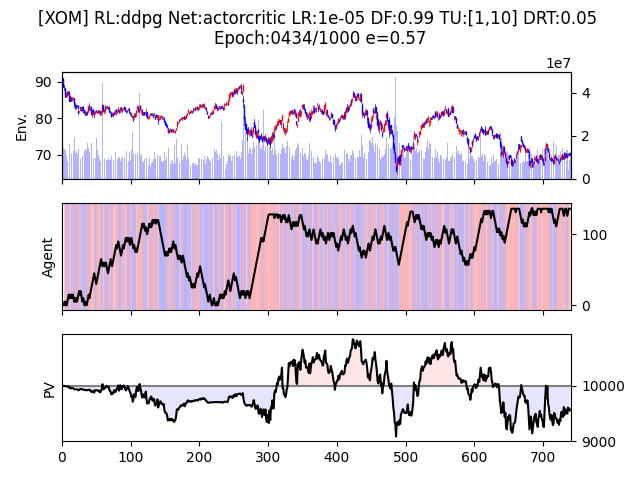 [XOM] RL:ddpg Net:actorcritic LR:1e-05 DF:0.99 TU:[1,10] DRT:0.05
Epoch:0434/1000 e=0.57
1e7
90
80
70
Env.
4
2
0
Agent
100
0
PV
10000
9000
0 100 200 300 400 500 600 700